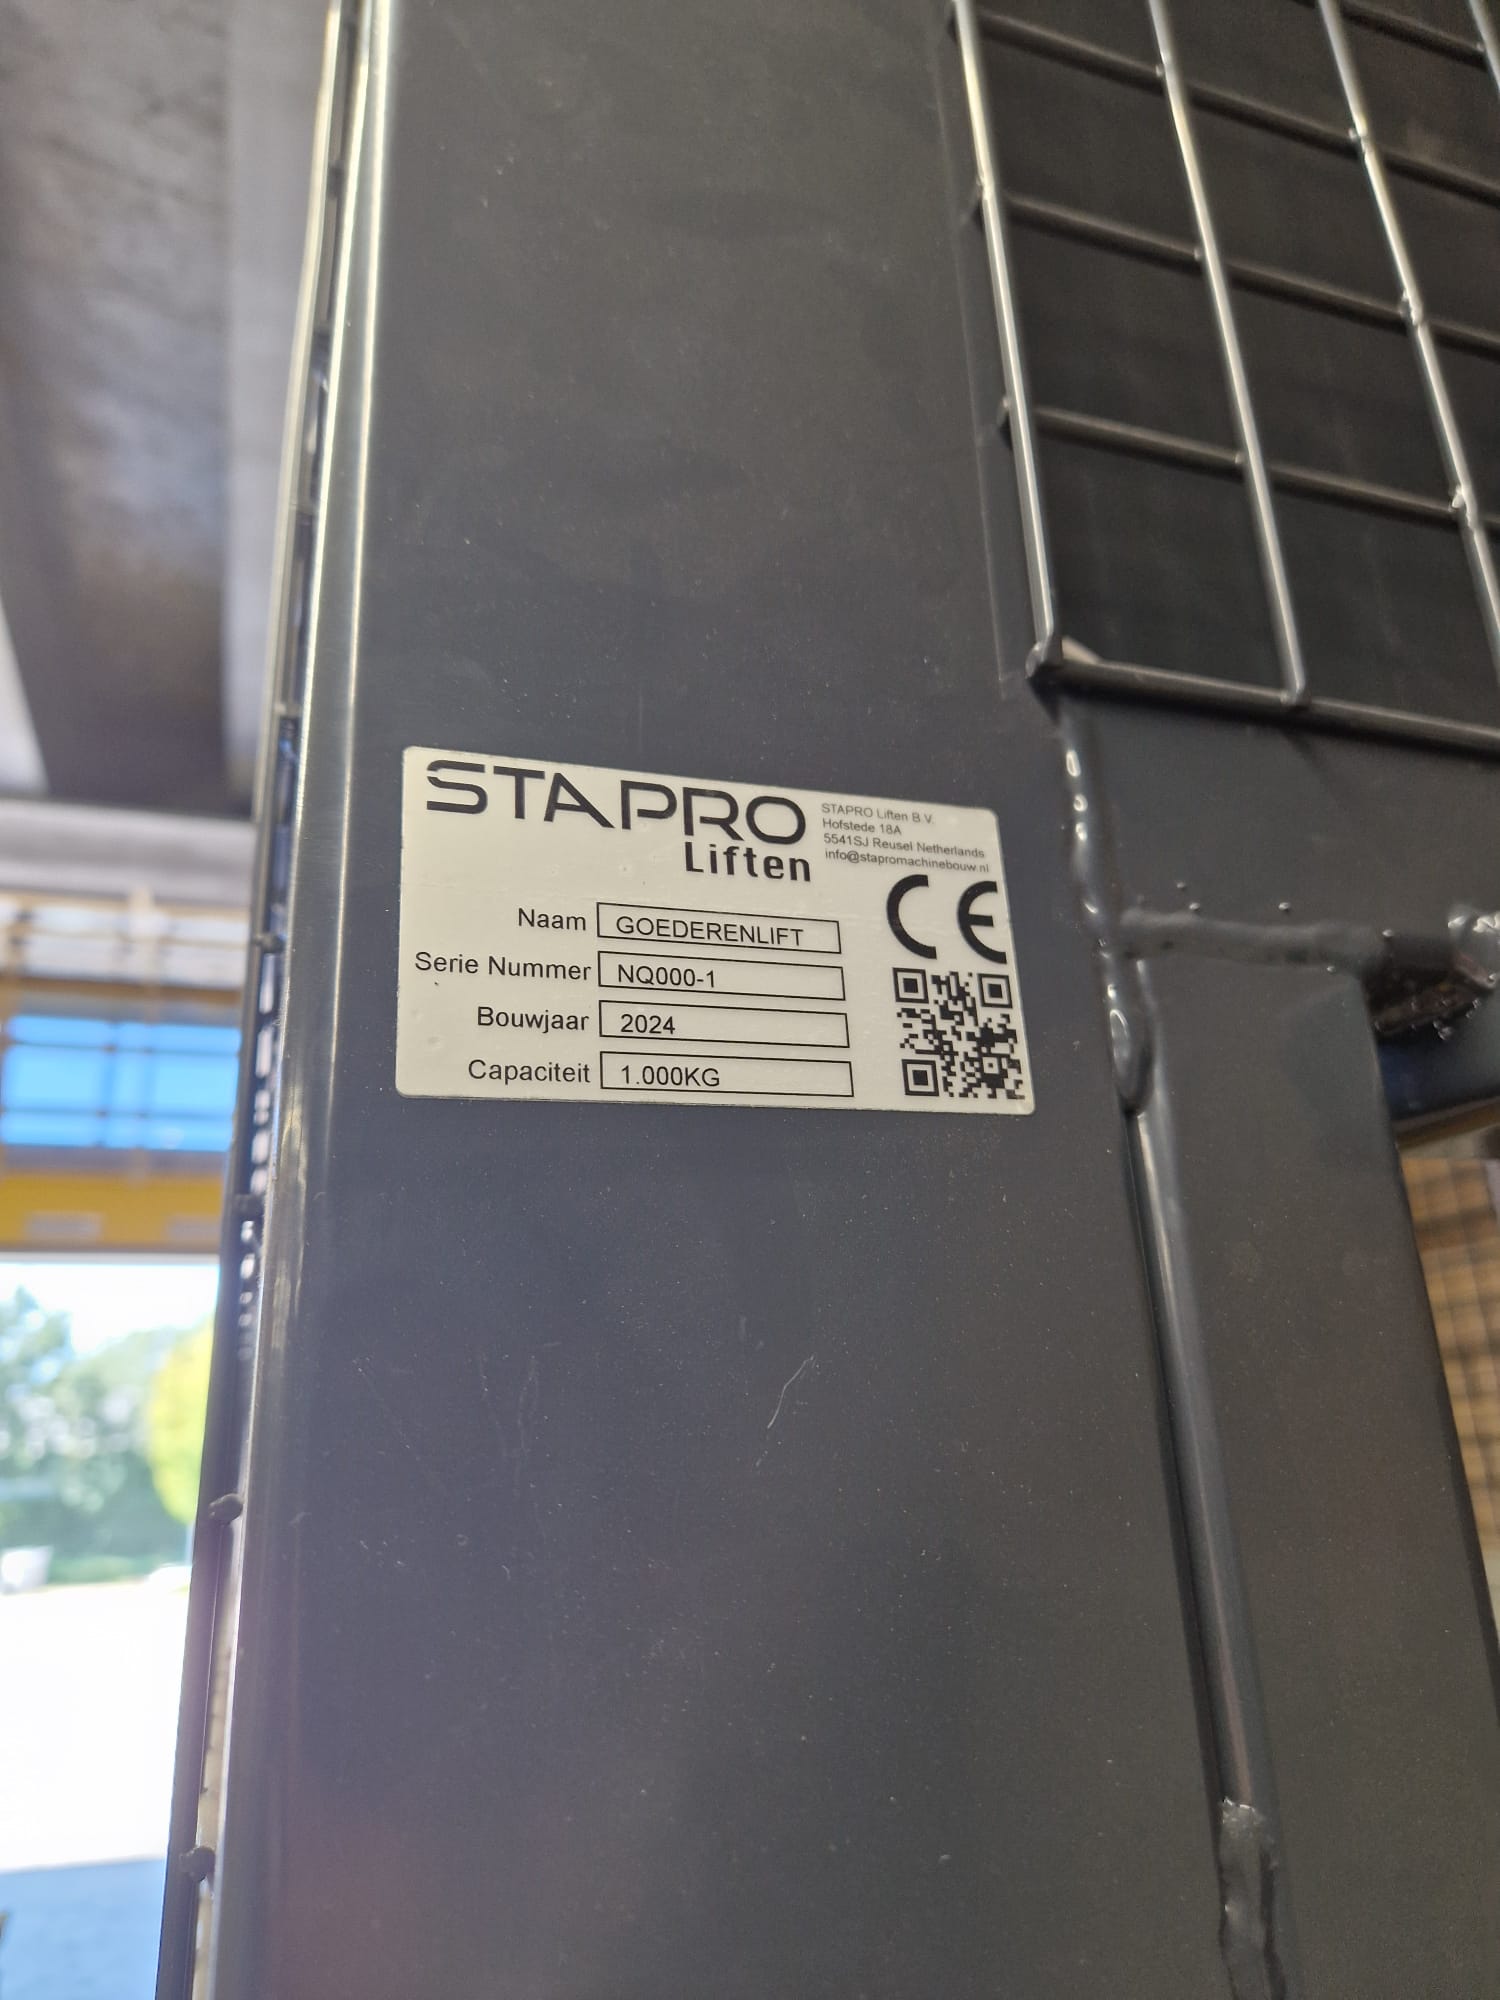 STAPRO
Liften
STAPRO Liften B.V.
Hofstede 18A
5541SJ Reusel Netherlands
info@stapromachinebouw.nl
CE
Naam GOEDERENLIFT
Serie Nummer NQ000-1
Bouwjaar 2024
Capaciteit 1.000KG